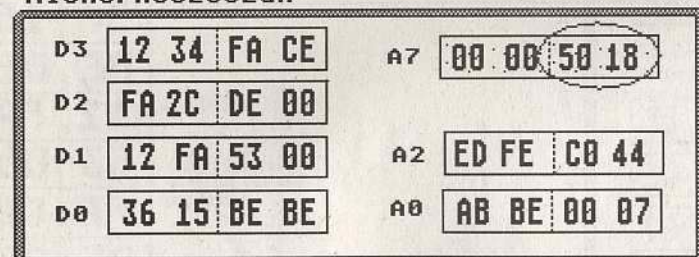 D3 12 34 FA CE A7 00 00 50 18
D2 FA 2C DE 00
D1 12 FA 53 00 A2 ED FE C0 44
D0 36 15 BE BE A0 AB BE 00 07